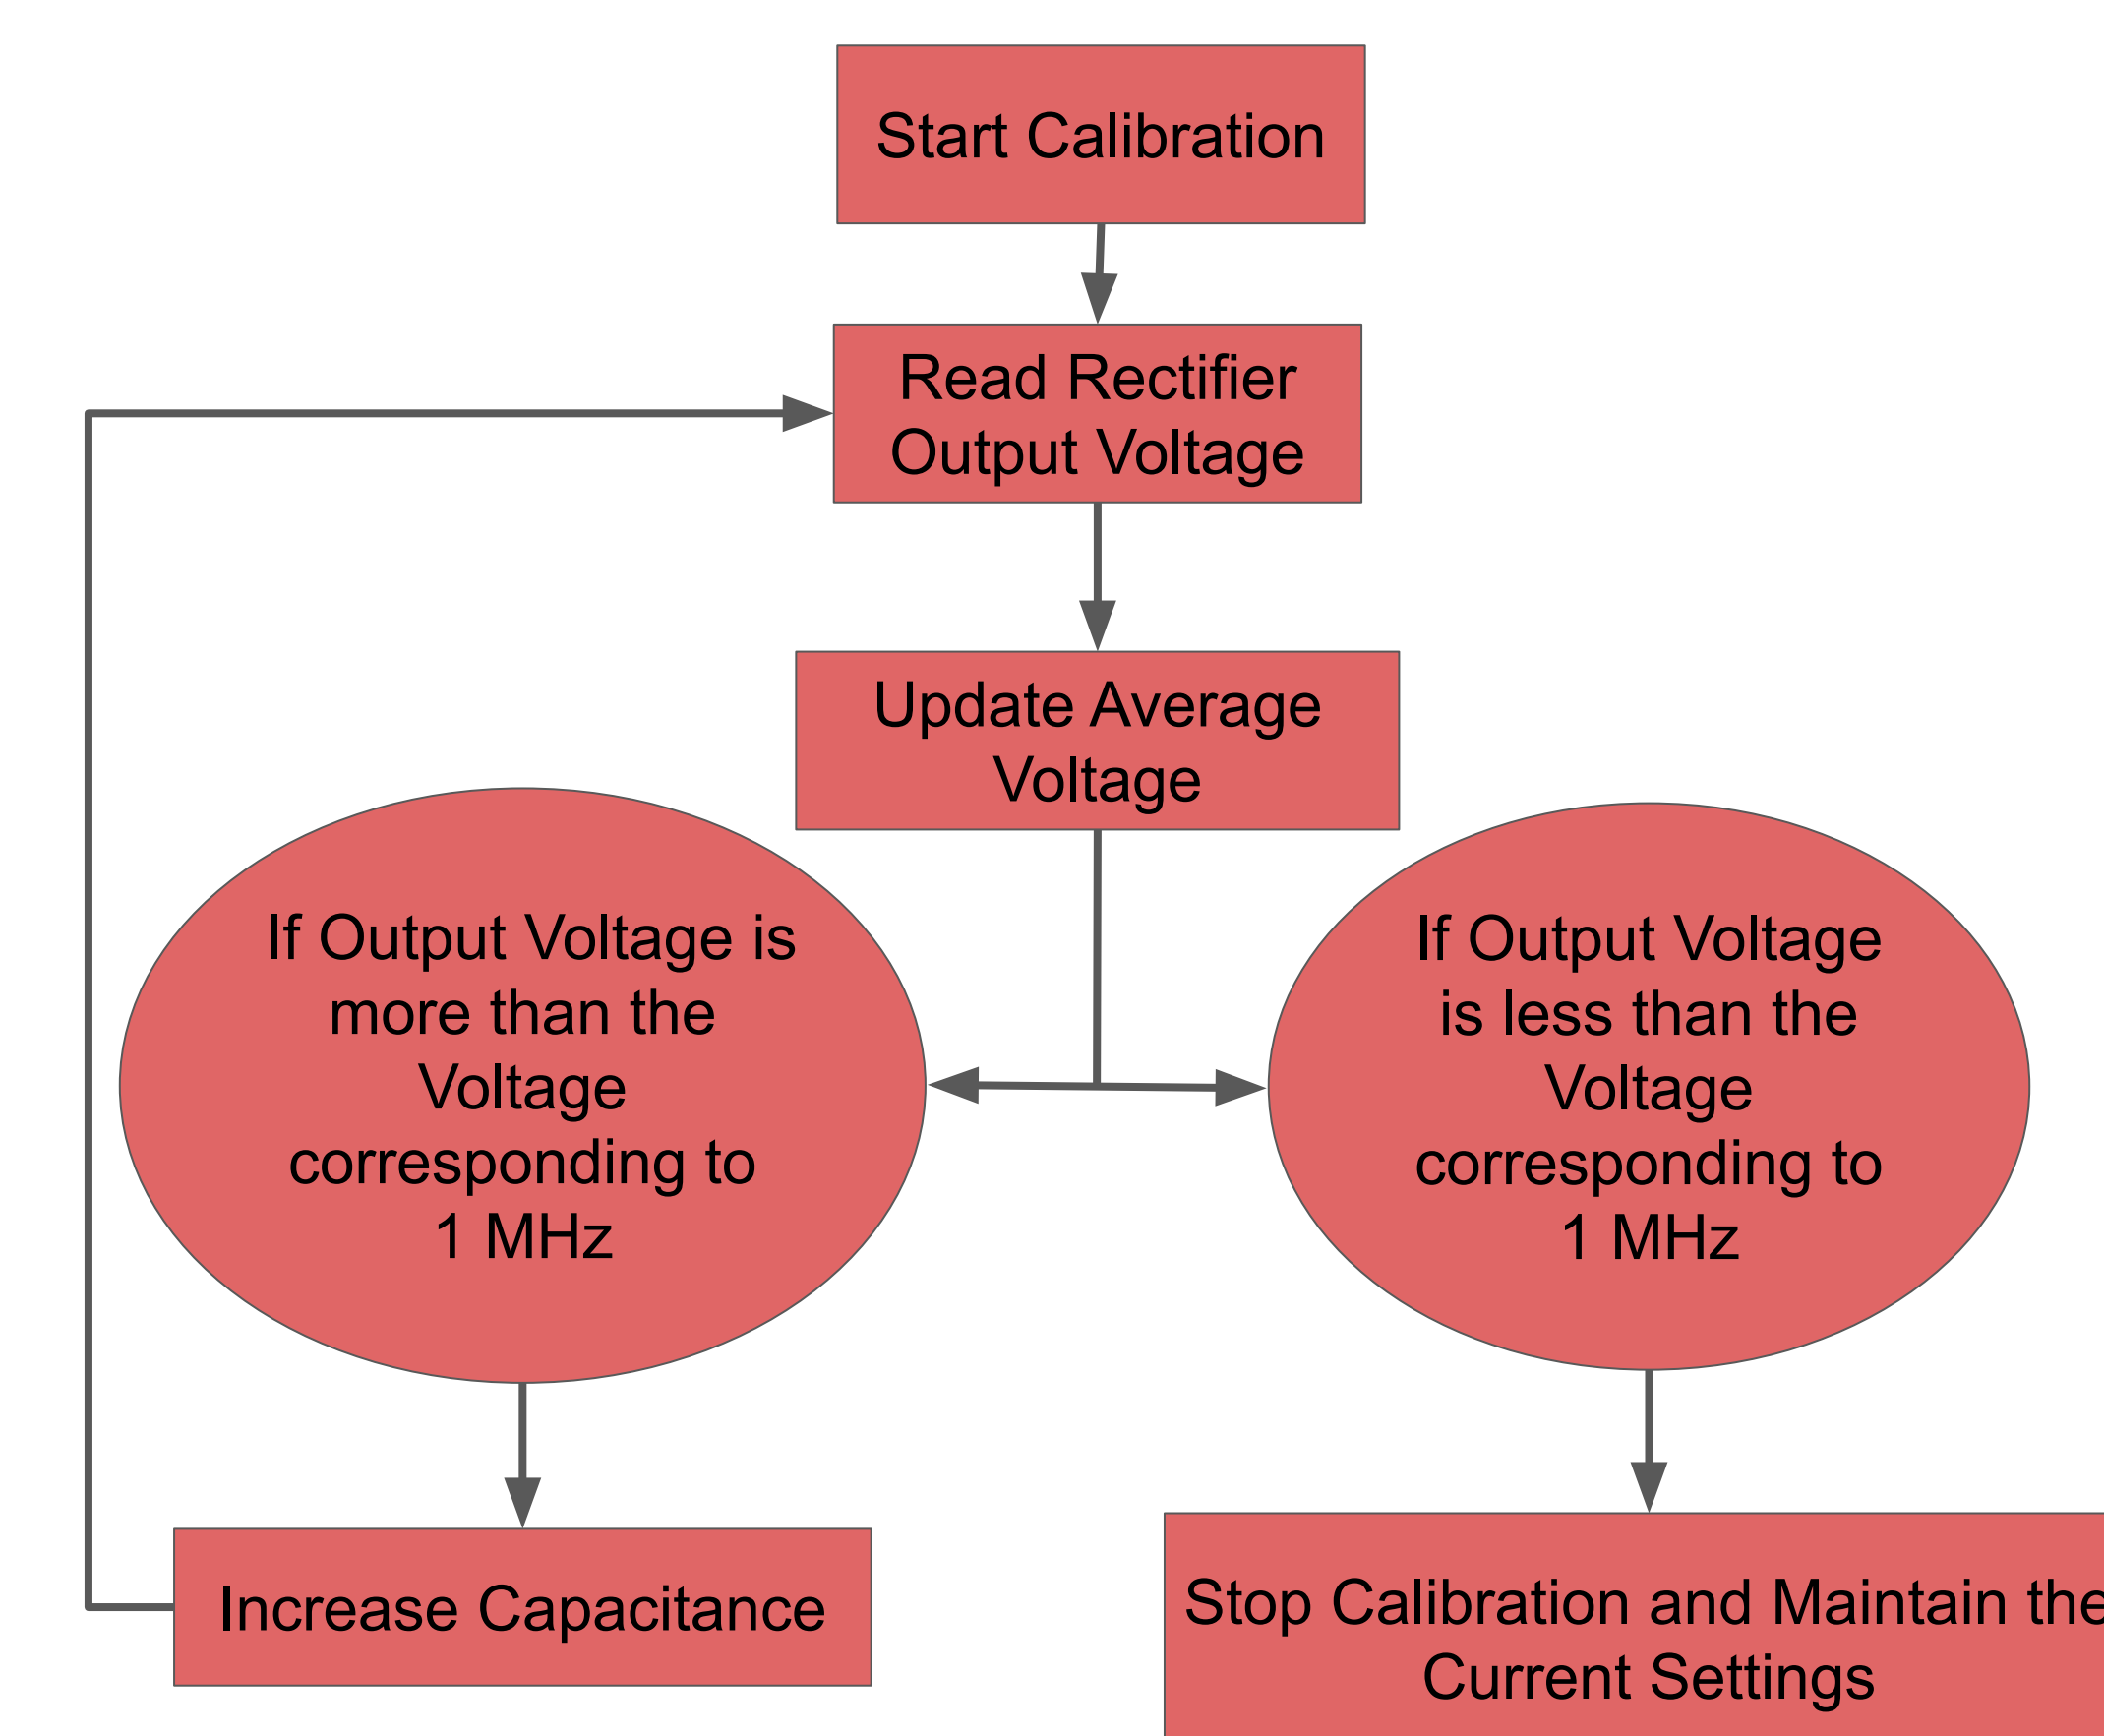 Start Calibration
Read Rectifier
Output Voltage
Update Average
Voltage
If Output Voltage is
more than the
Voltage
corresponding to
1 MHz
If Output Voltage
is less than the
Voltage
corresponding to
1 MHz
Increase Capacitance
Stop Calibration and Maintain the
Current Settings